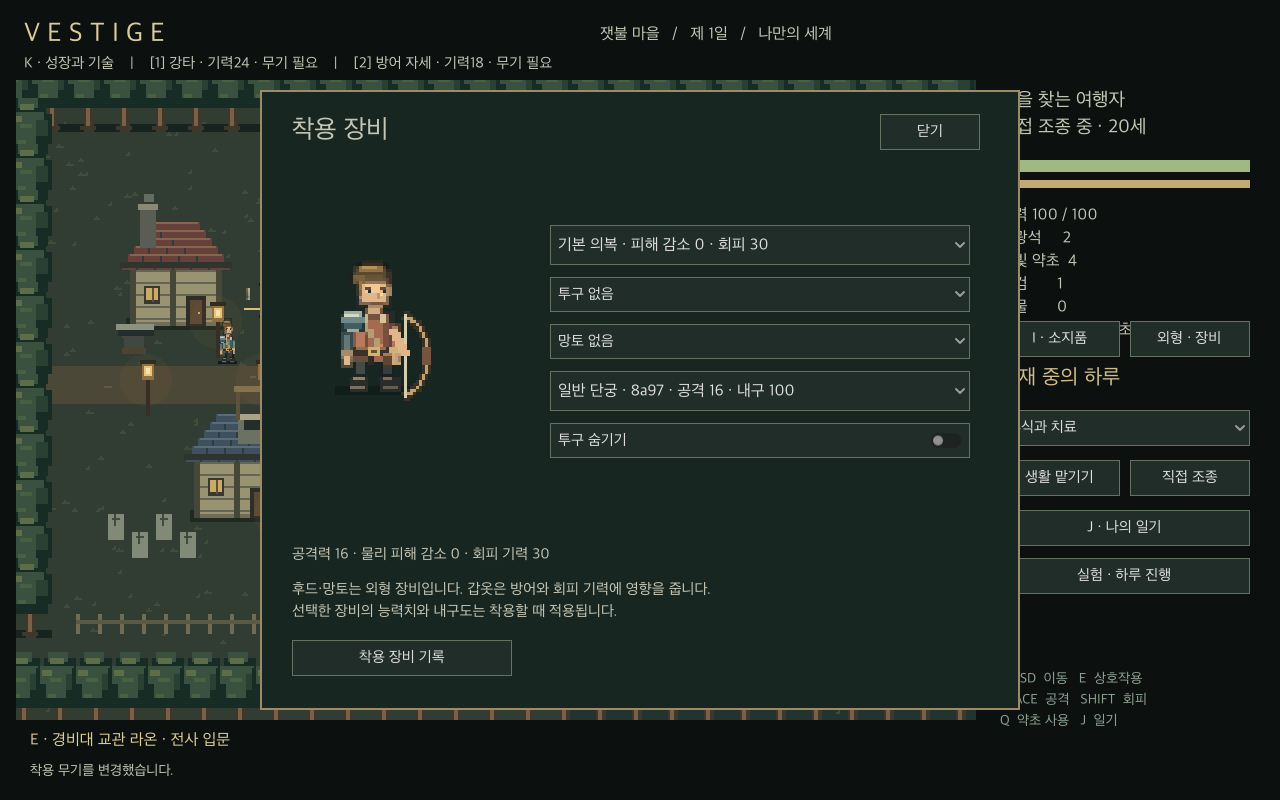 VESTIGE
잿불 마을 / 제 1일 / 나만의 세계
K · 성장과 기술 | [1] 강타 · 기력24 · 무기 필요 | [2] 방어 자세 · 기력18 · 무기 필요
을 찾는 여행자
접 조종 중 · 20세
착용 장비
닫기
력 100 / 100
광석 2
빛 약초 4
검 1
물 0
초
기본 의복 · 피해 감소 0 · 회피 30
투구 없음
망토 없음
일반 단궁 · 8a97 · 공격 16 · 내구 100
투구 숨기기
I · 소지품
외형 · 장비
재 중의 하루
식과 치료
생활 맡기기
직접 조종
J · 나의 일기
실험 · 하루 진행
공격력 16 · 물리 피해 감소 0 · 회피 기력 30
후드·망토는 외형 장비입니다. 갑옷은 방어와 회피 기력에 영향을 줍니다.
선택한 장비의 능력치와 내구도는 착용할 때 적용됩니다.
착용 장비 기록
SD 이동 E 상호작용
ACE 공격 SHIFT 회피
Q 약초 사용 J 일기
E · 경비대 교관 라온 · 전사 입문
착용 무기를 변경했습니다.